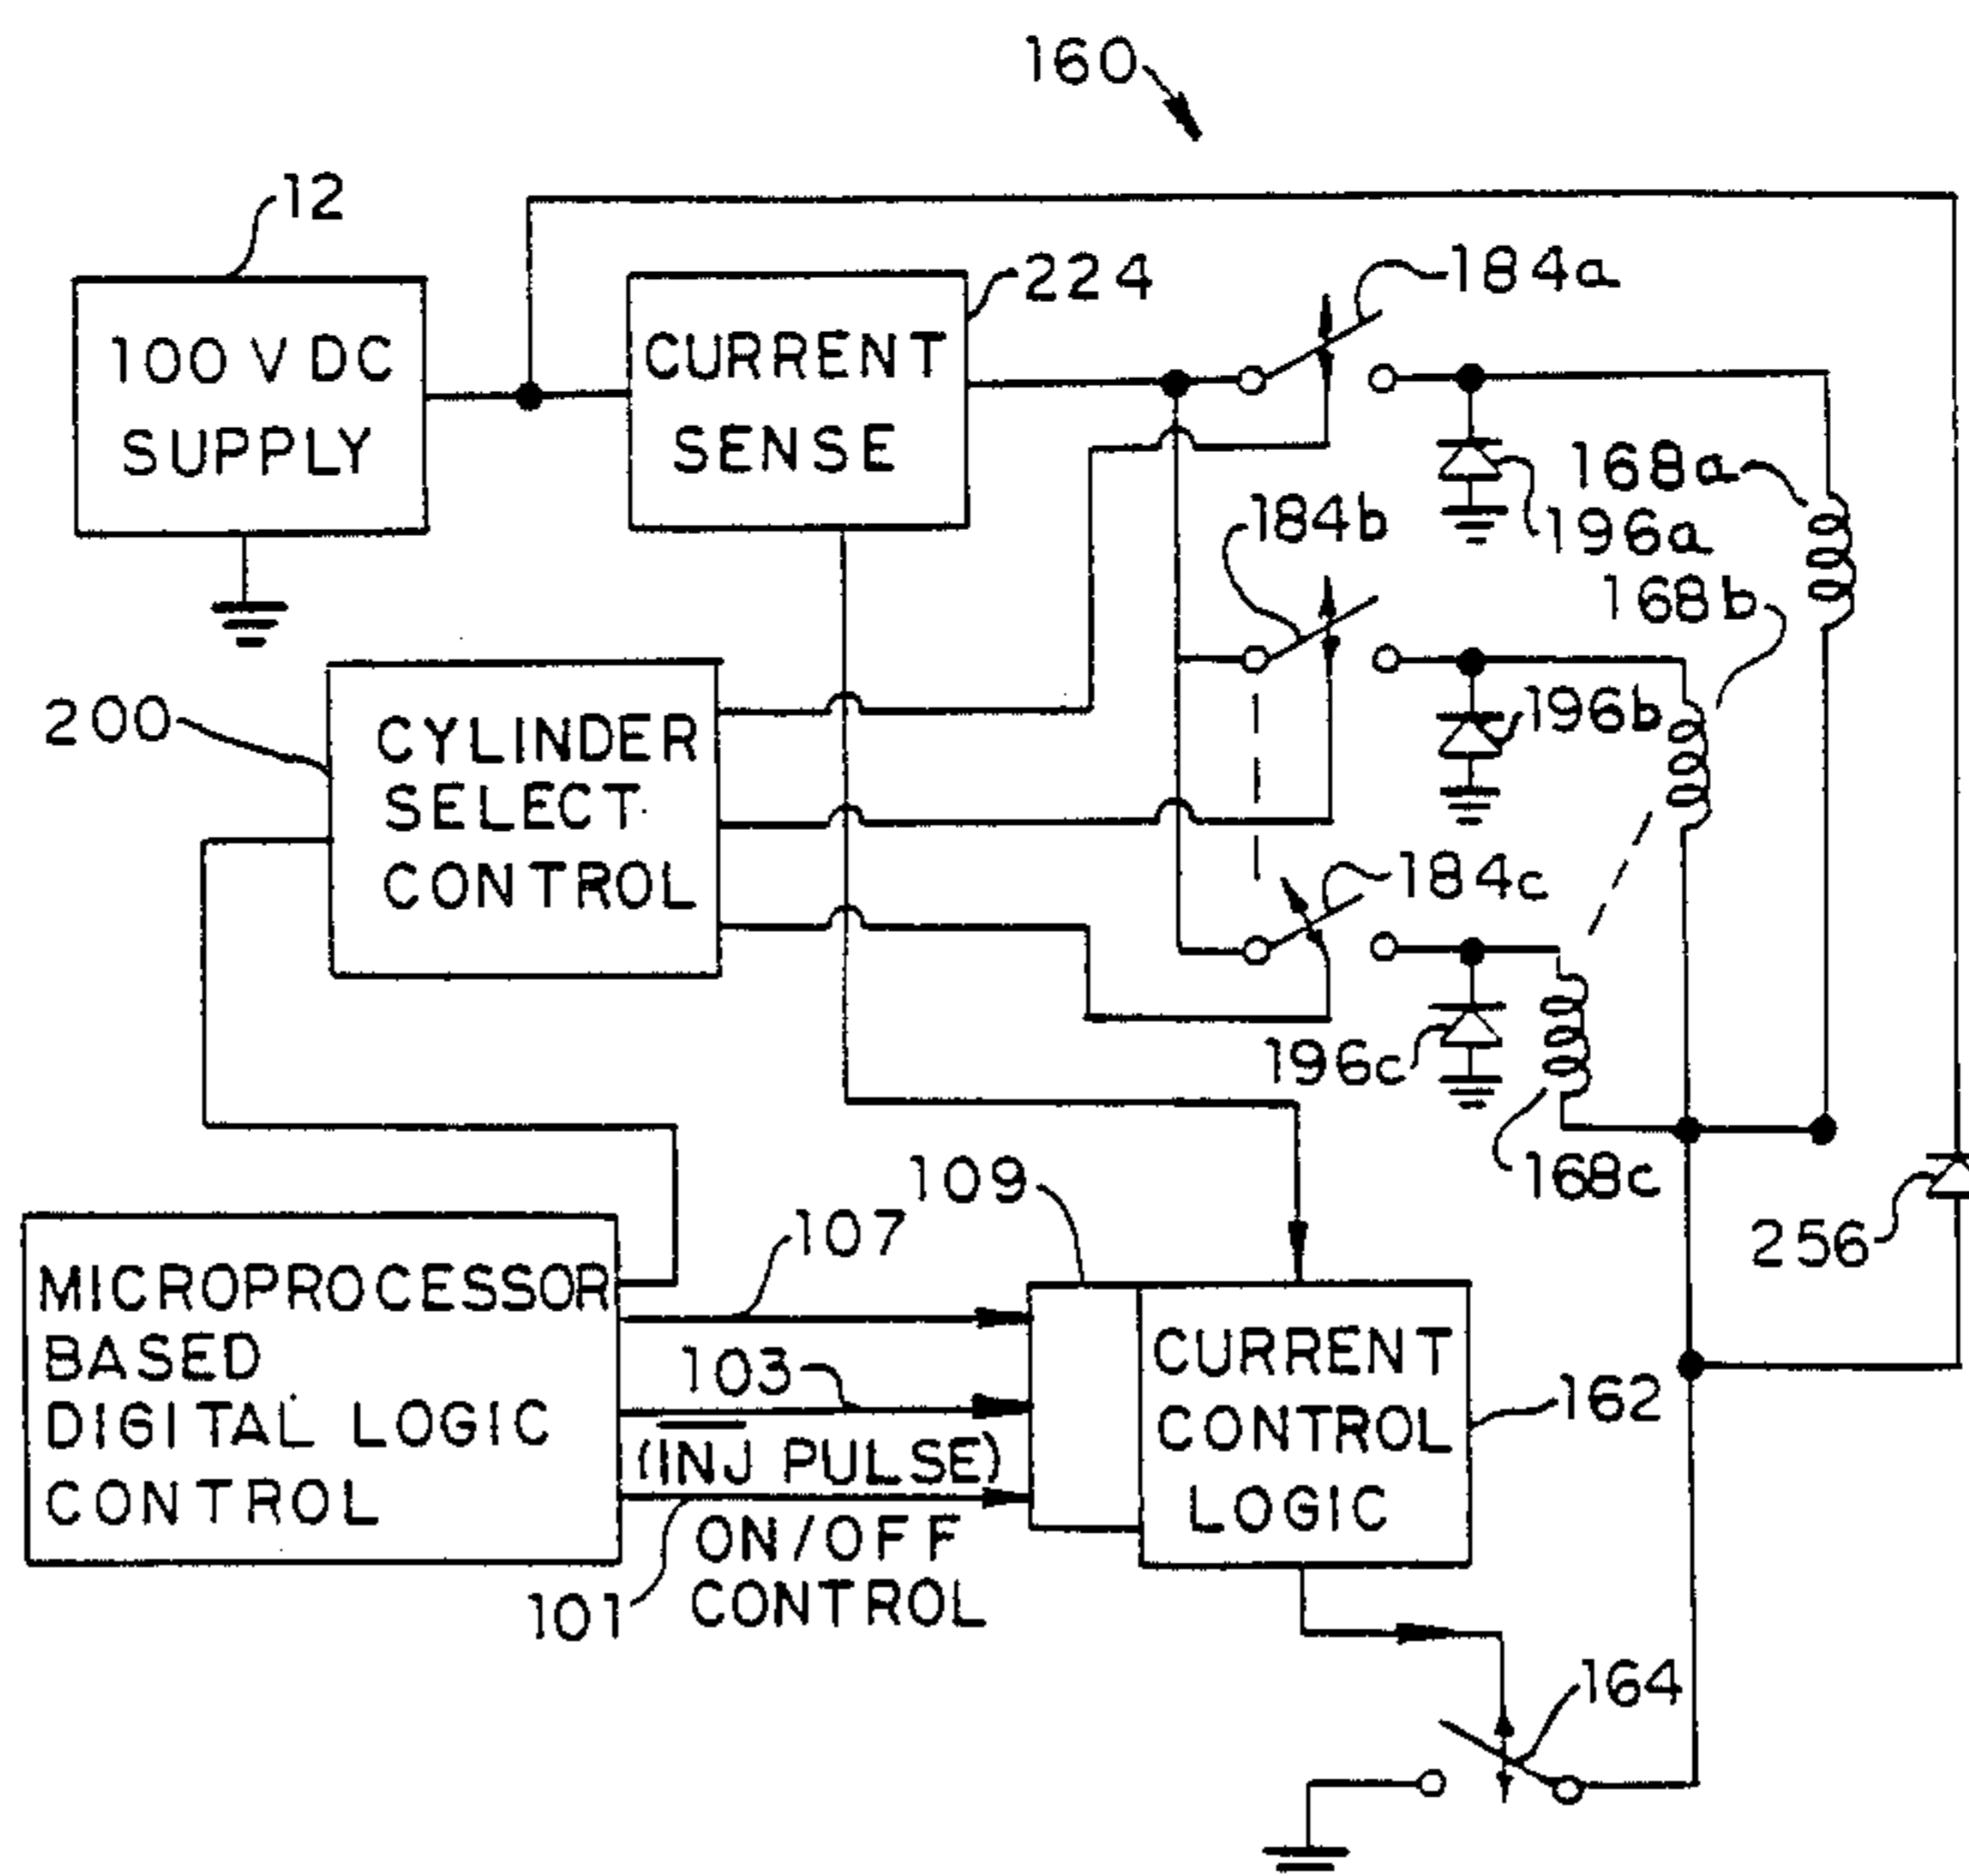 160
12
100 V DC
SUPPLY
CURRENT
SENSE
224
184a
168a
196a
184b
168b
196b
200
CYLINDER
SELECT
CONTROL
184c
196c
168c
256
109
107
MICROPROCESSOR
BASED
DIGITAL LOGIC
CONTROL
103
(INJ PULSE)
101
ON/OFF
CONTROL
CURRENT
CONTROL
LOGIC
162
164